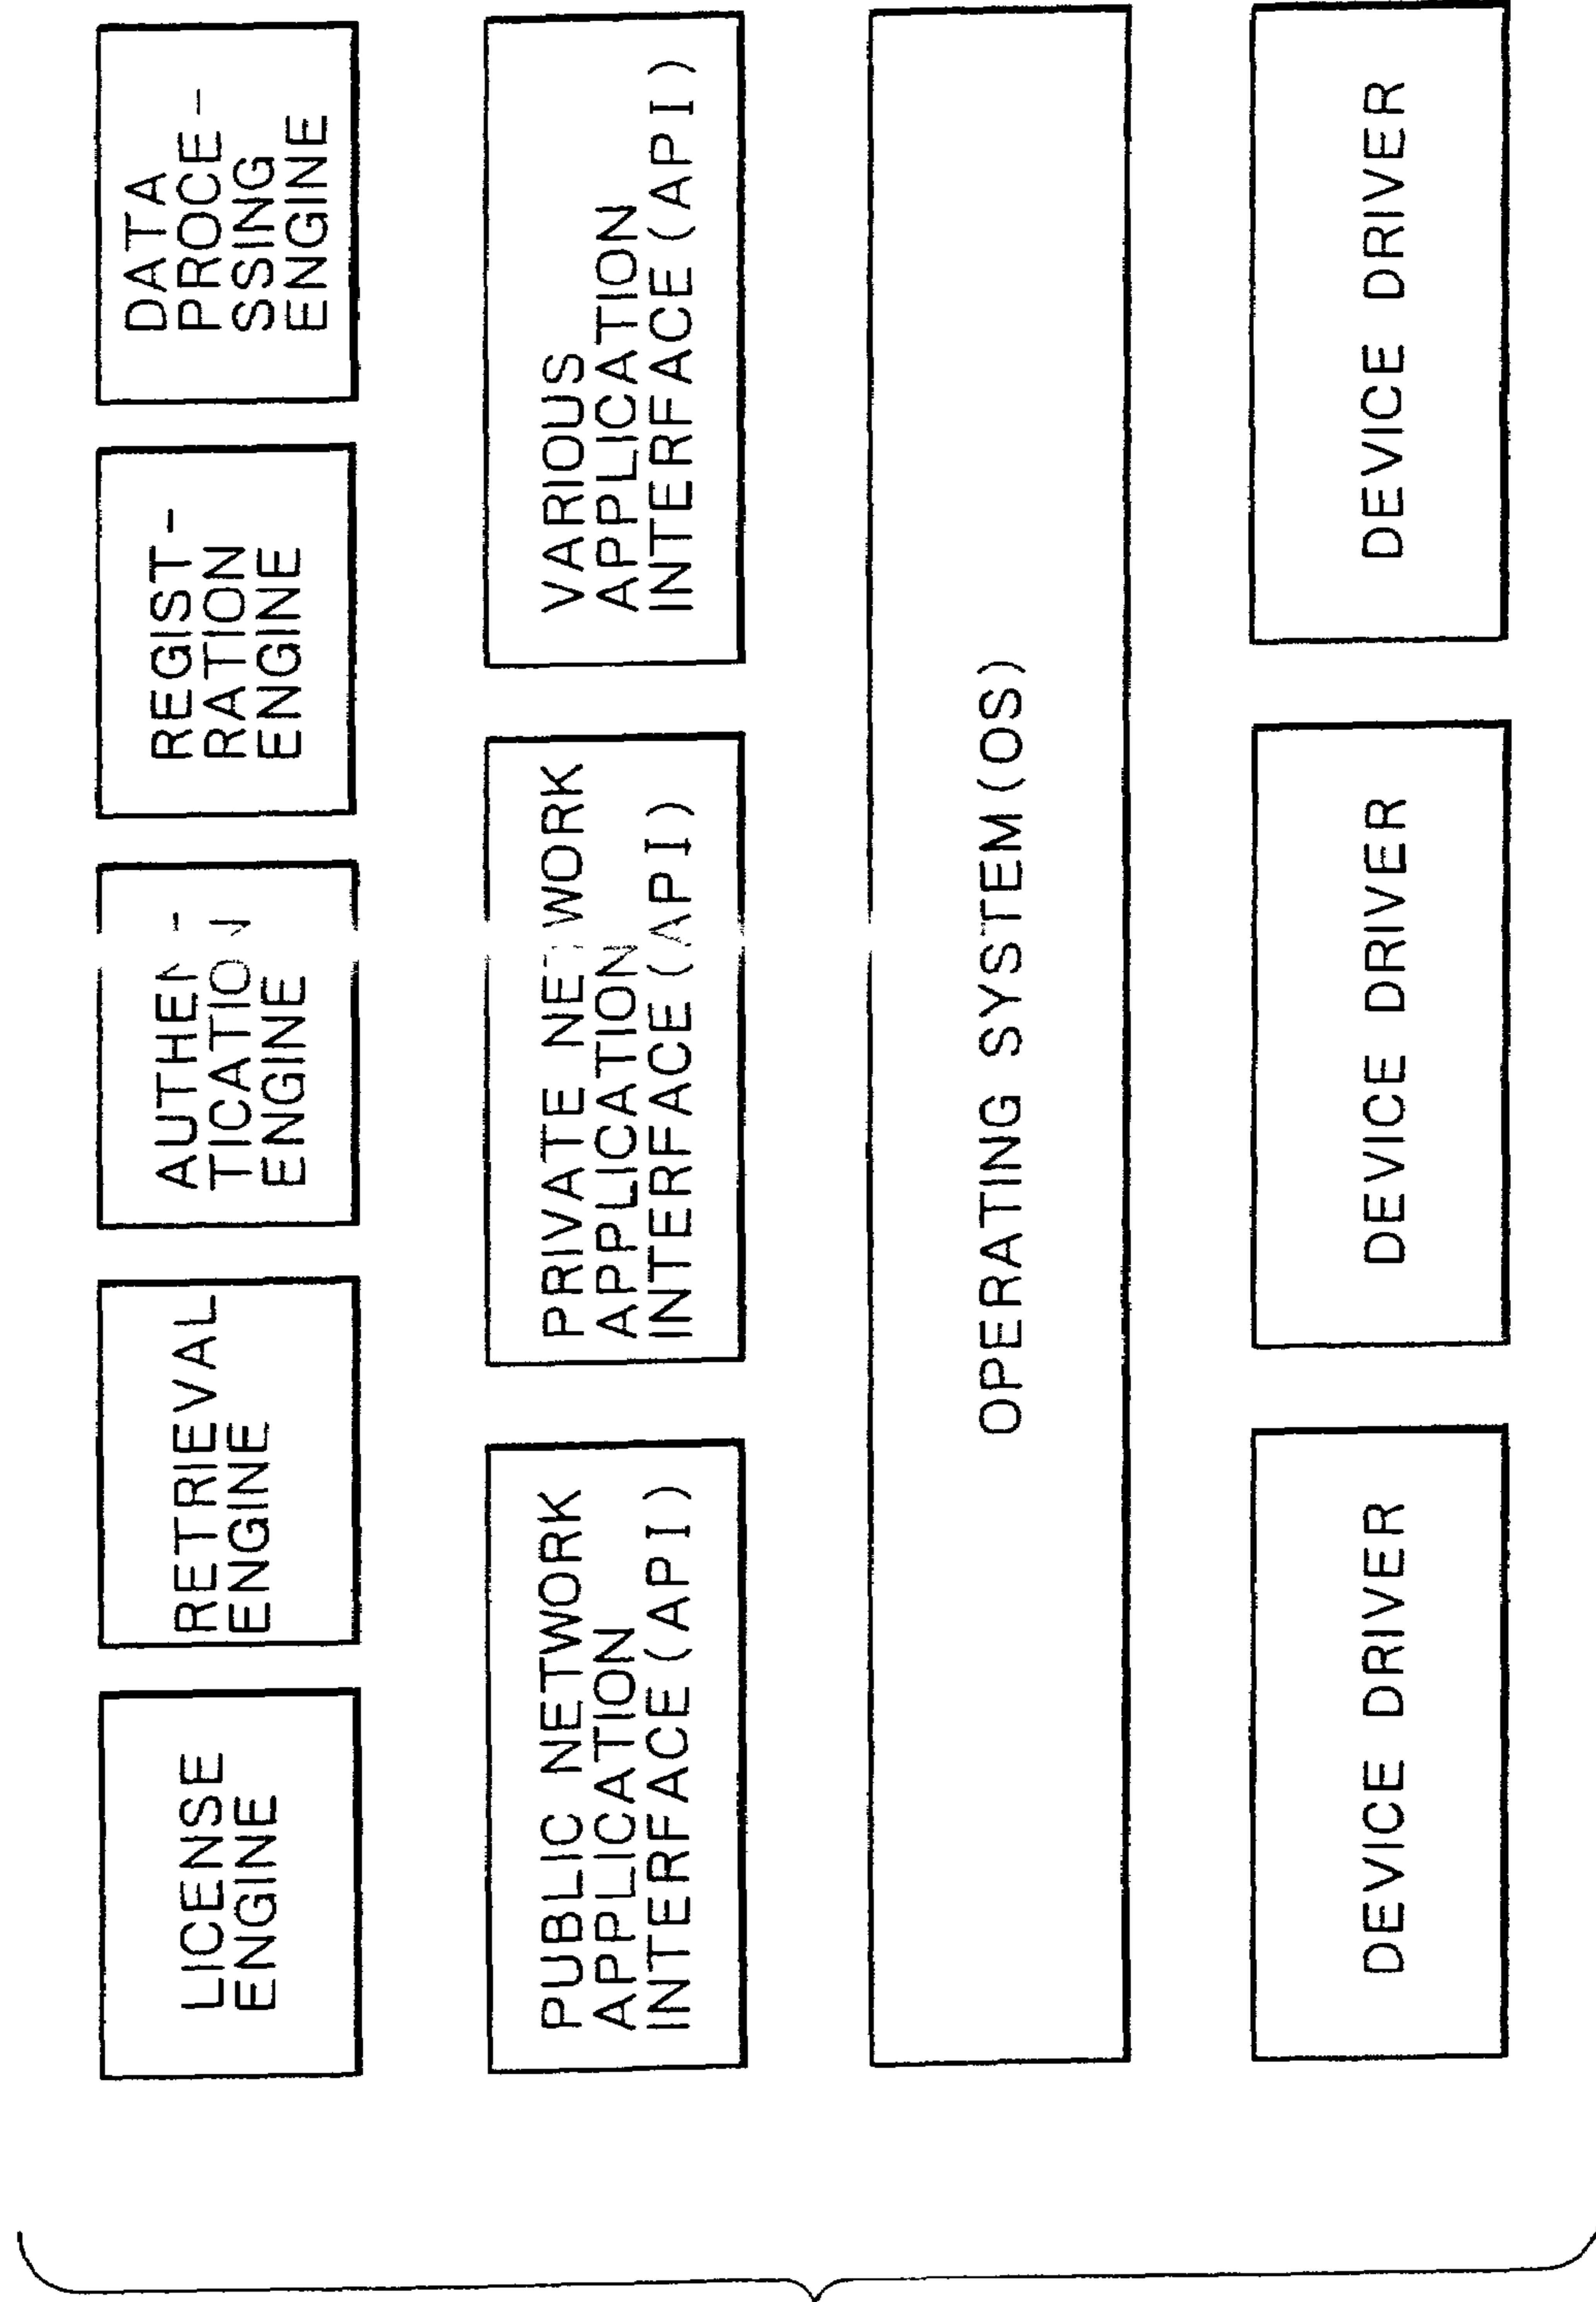 LICENSE
ENGINE
RETRIEVAL
ENGINE
AUTHEN-
TICATION
ENGINE
REGIST-
RATION
ENGINE
DATA
PROCE-
SSING
ENGINE
PUBLIC NETWORK
APPLICATION
INTERFACE(API)
PRIVATE NETWORK
APPLICATION
INTERFACE(API)
VARIOUS
APPLICATION
INTERFACE(API)
OPERATING SYSTEM(OS)
DEVICE DRIVER
DEVICE DRIVER
DEVICE DRIVER